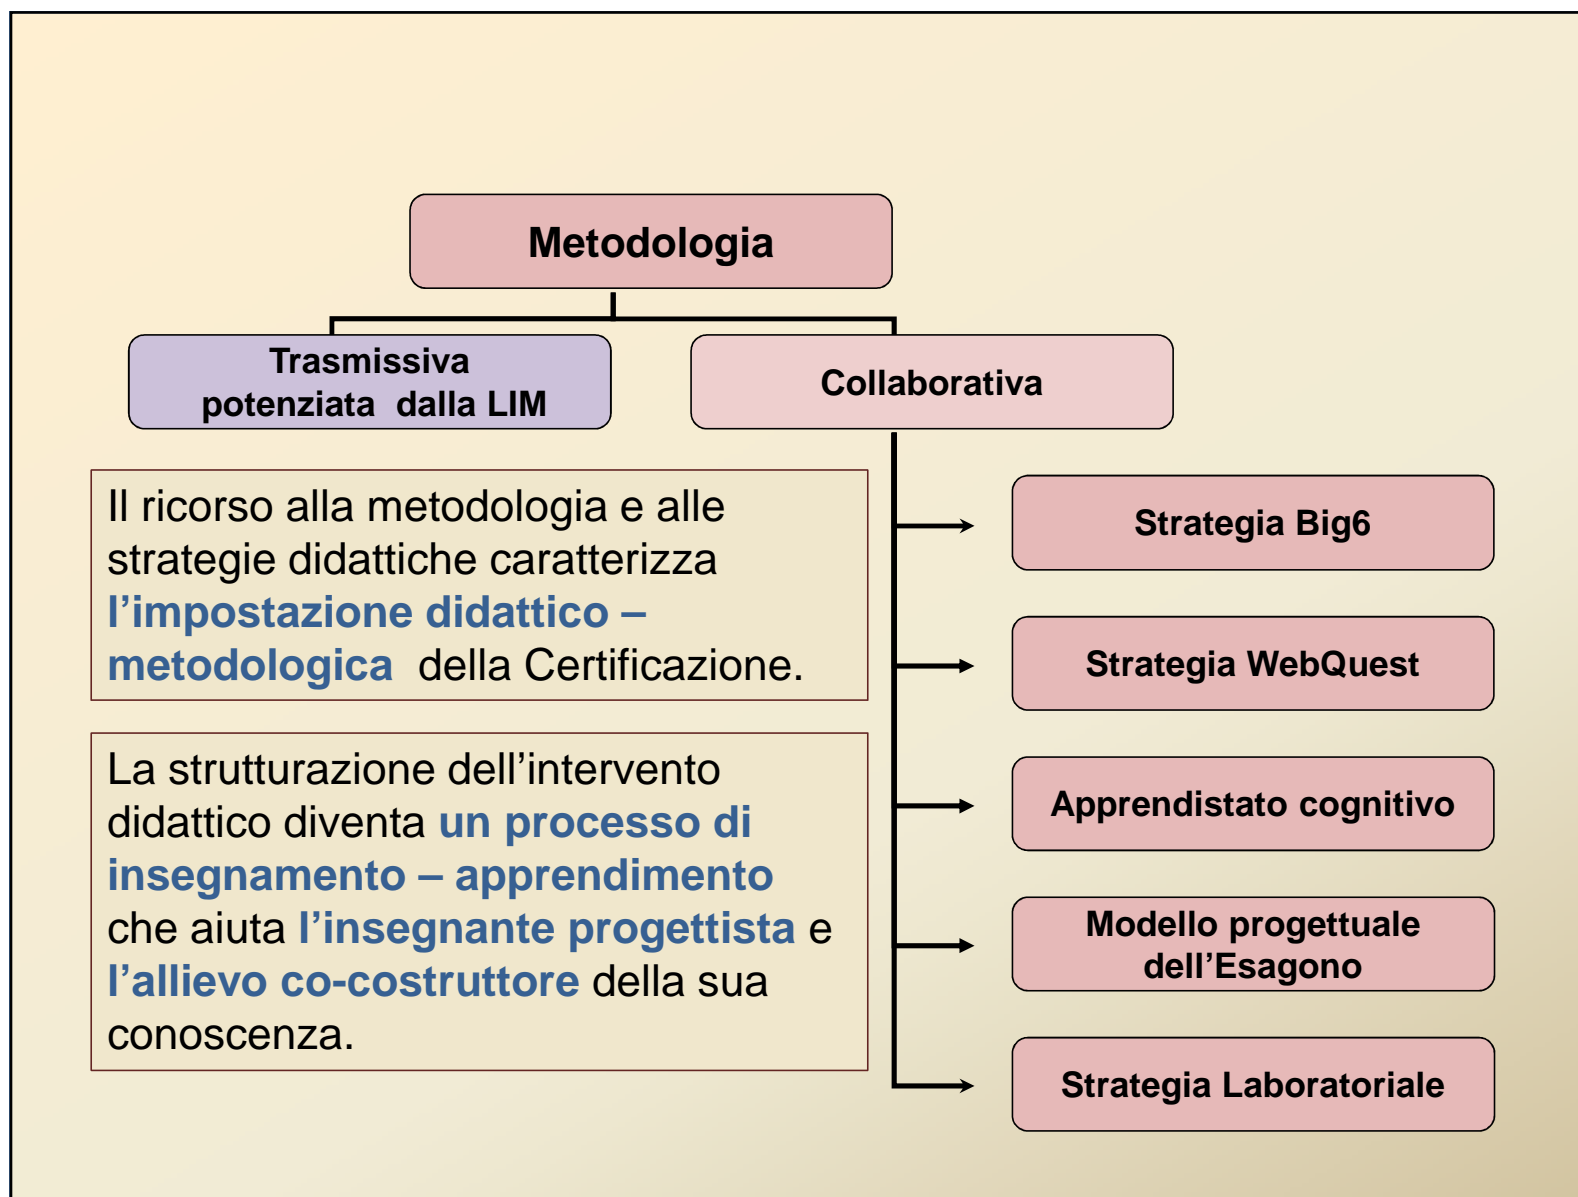 Metodologia
Trasmissiva
potenziata dalla LIM
Collaborativa
Il ricorso alla metodologia e alle
strategie didattiche caratterizza
l’impostazione didattico –
metodologica della Certificazione.
La strutturazione dell’intervento
didattico diventa un processo di
insegnamento – apprendimento
che aiuta l’insegnante progettista e
l’allievo co-costruttore della sua
conoscenza.
Strategia Big6
Strategia WebQuest
Apprendistato cognitivo
Modello progettuale
dell’Esagono
Strategia Laboratoriale